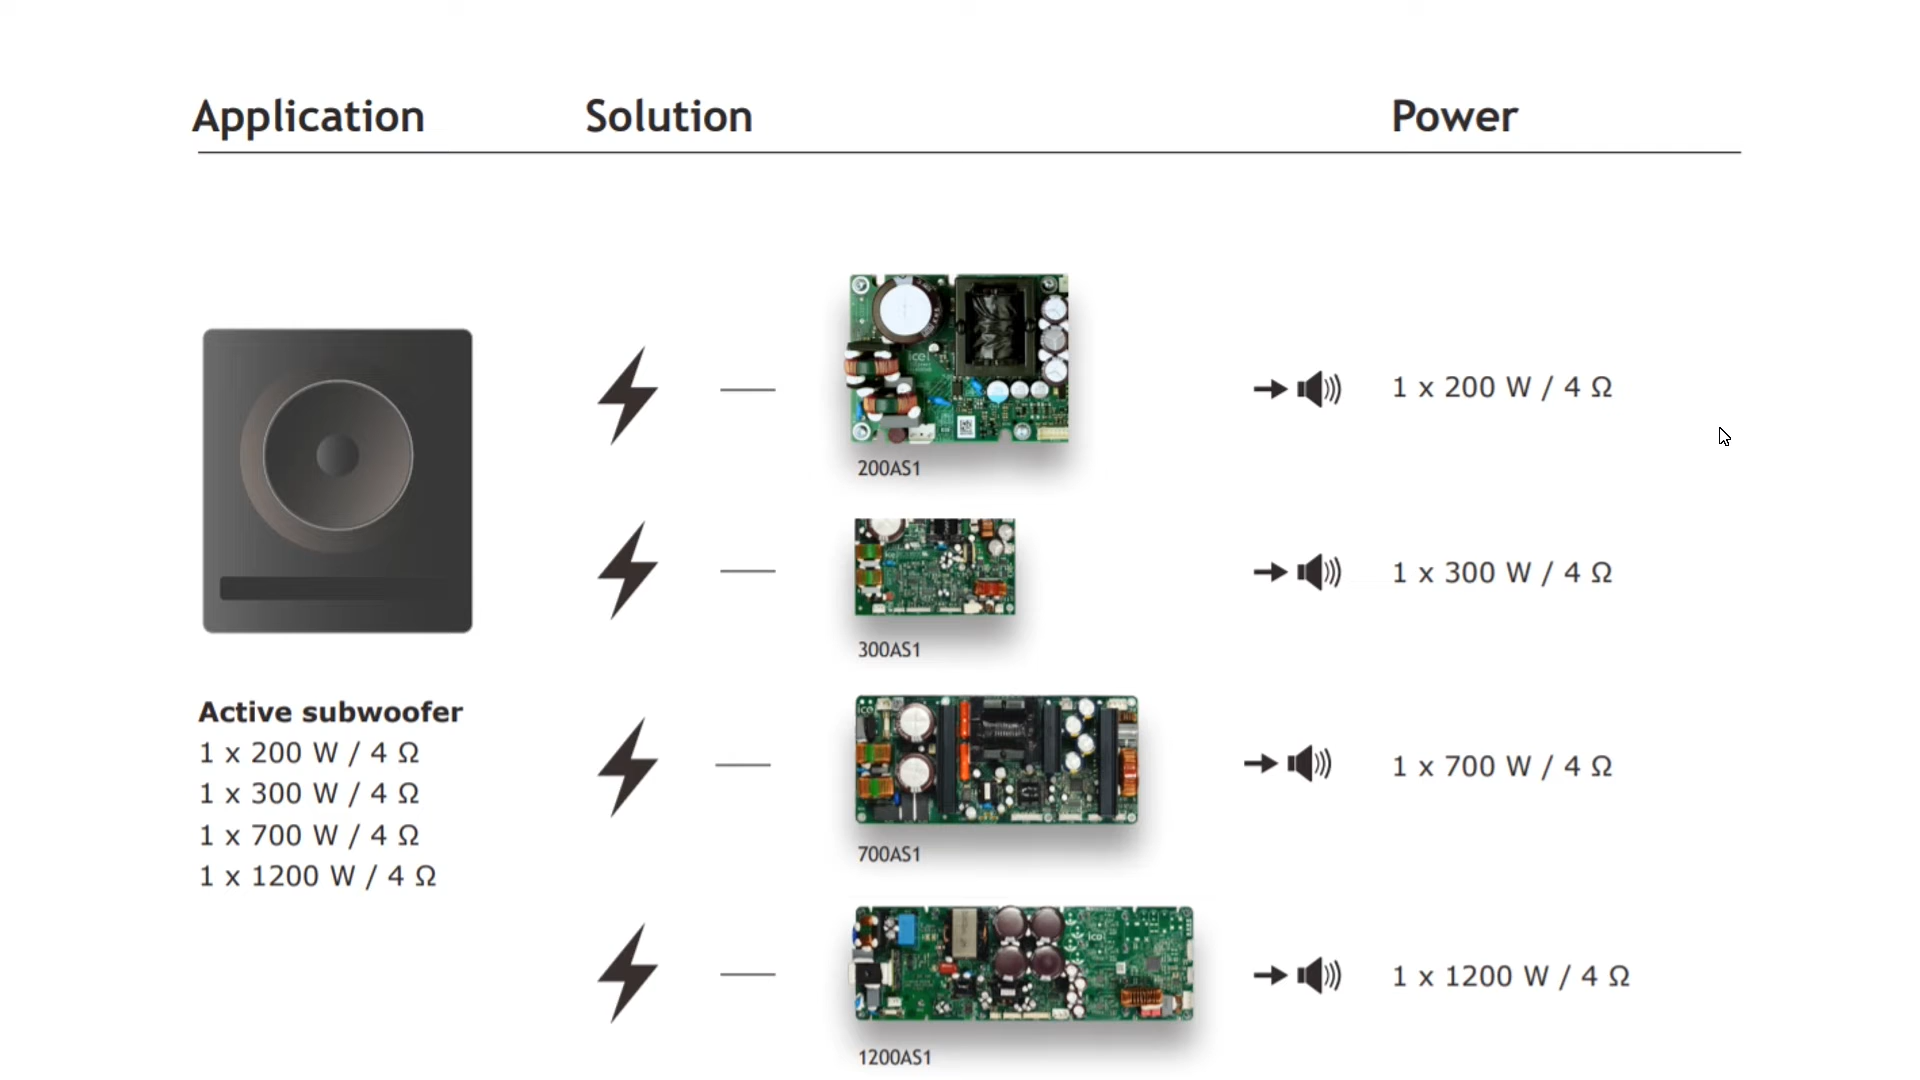 Application Solution Power
200AS1
1 x 200 W / 4 Ω
300AS1
1 x 300 W / 4 Ω
Active subwoofer
1 x 200 W / 4 Ω
1 x 300 W / 4 Ω
1 x 700 W / 4 Ω
1 x 1200 W / 4 Ω
700AS1
1 x 700 W / 4 Ω
1200AS1
1 x 1200 W / 4 Ω